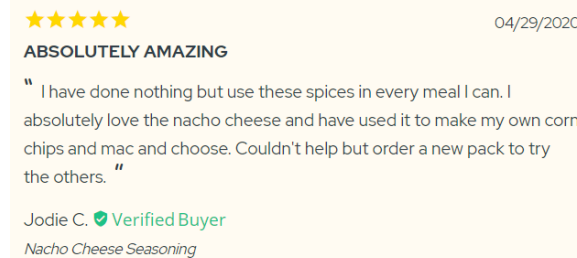 04/29/2020
ABSOLUTELY AMAZING
" I have done nothing but use these spices in every meal I can. I
absolutely love the nacho cheese and have used it to make my own corn
chips and mac and choose. Couldn't help but order a new pack to try
the others. "
Jodie C. Verified Buyer
Nacho Cheese Seasoning